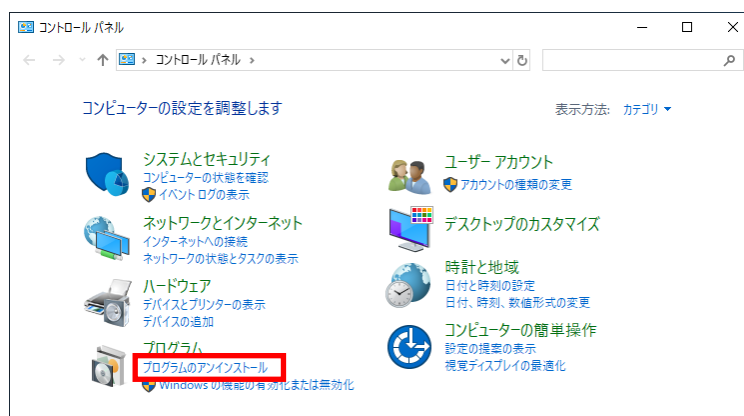 コントロール パネル
コントロール パネル
コンピューターの設定を調整します
表示方法: カテゴリ
システムとセキュリティ
コンピューターの状態を確認
イベント ログの表示
ネットワークとインターネット
インターネットへの接続
ネットワークの状態とタスクの表示
ハードウェア
デバイスとプリンターの表示
デバイスの追加
プログラム
プログラムのアンインストール
Windows の機能の有効化または無効化
ユーザー アカウント
アカウントの種類の変更
デスクトップのカスタマイズ
時計と地域
日付と時刻の設定
日付、時刻、数値形式の変更
コンピューターの簡単操作
設定の提案の表示
視覚ディスプレイの最適化